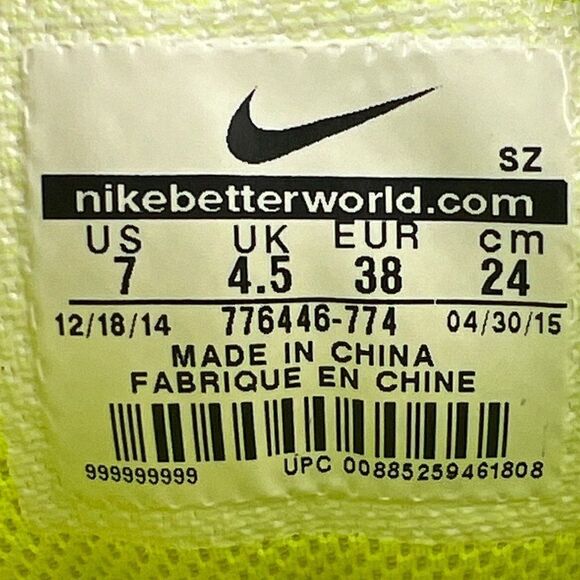 SZ
nikebetterworld.com
US UK EUR cm
7 4.5 38 24
12/18/14 776446-774 04/30/15
MADE IN CHINA
FABRIQUE EN CHINE
999999999 UPC 00885259461808